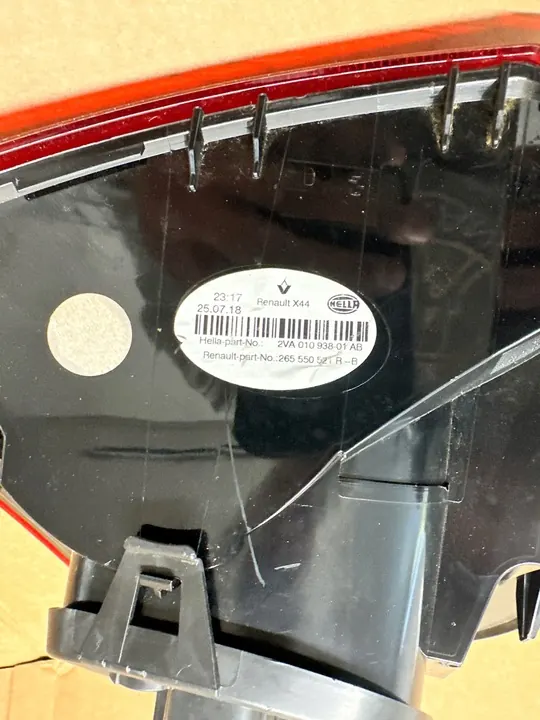 D
23:17
25.07.18
Renault X44
HELLA
Hella-part-No.: 2VA 010 938-01 AB
Renault-part-No.:265 550 521 R -B